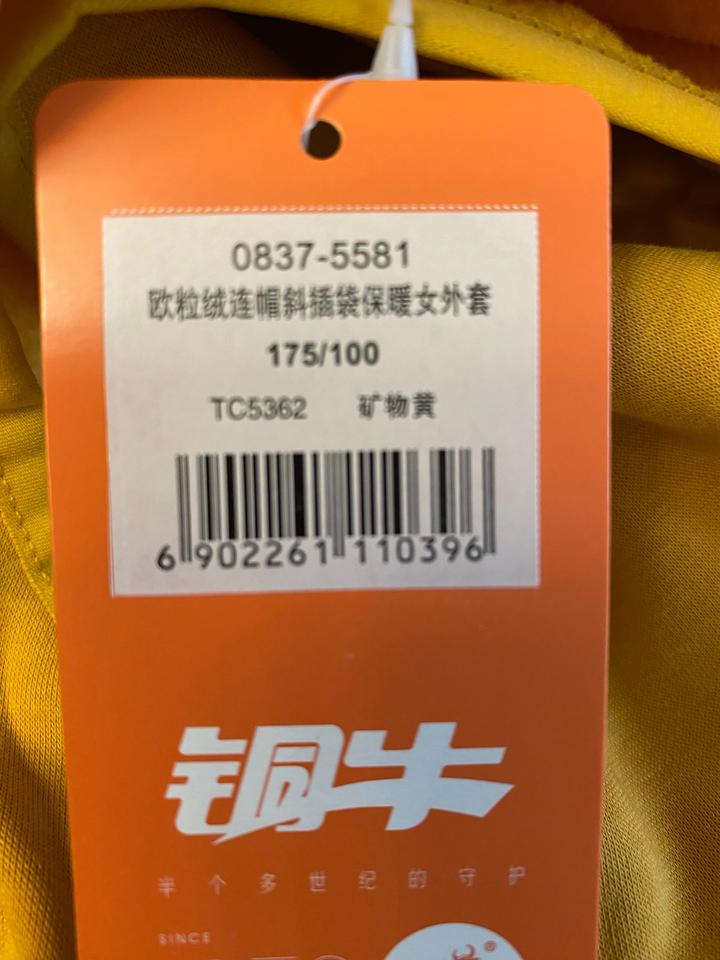 0837-5581
欧粒绒连帽斜插袋保暖女外套
175/100
TC5362 矿物黄
6 902261 110396
铜牛
半个多世纪的守护
SINCE
®